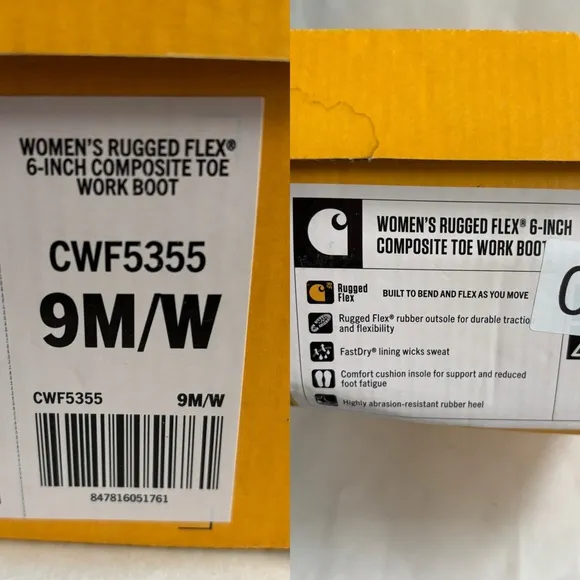 WOMEN'S RUGGED FLEX®
6-INCH COMPOSITE TOE
WORK BOOT
CWF5355
9M/W
CWF5355 9M/W
847816051761
WOMEN'S RUGGED FLEX® 6-INCH
COMPOSITE TOE WORK
Rugged
Flex
BUILT TO BEND AND FLEX AS YOU MOVE
Rugged Flex® rubber outsole for durable
and flexibility
FastDry® lining wicks sweat
Comfort cushion insole for support and reduced
foot fatigue
Highly abrasion-resistant rubber heel